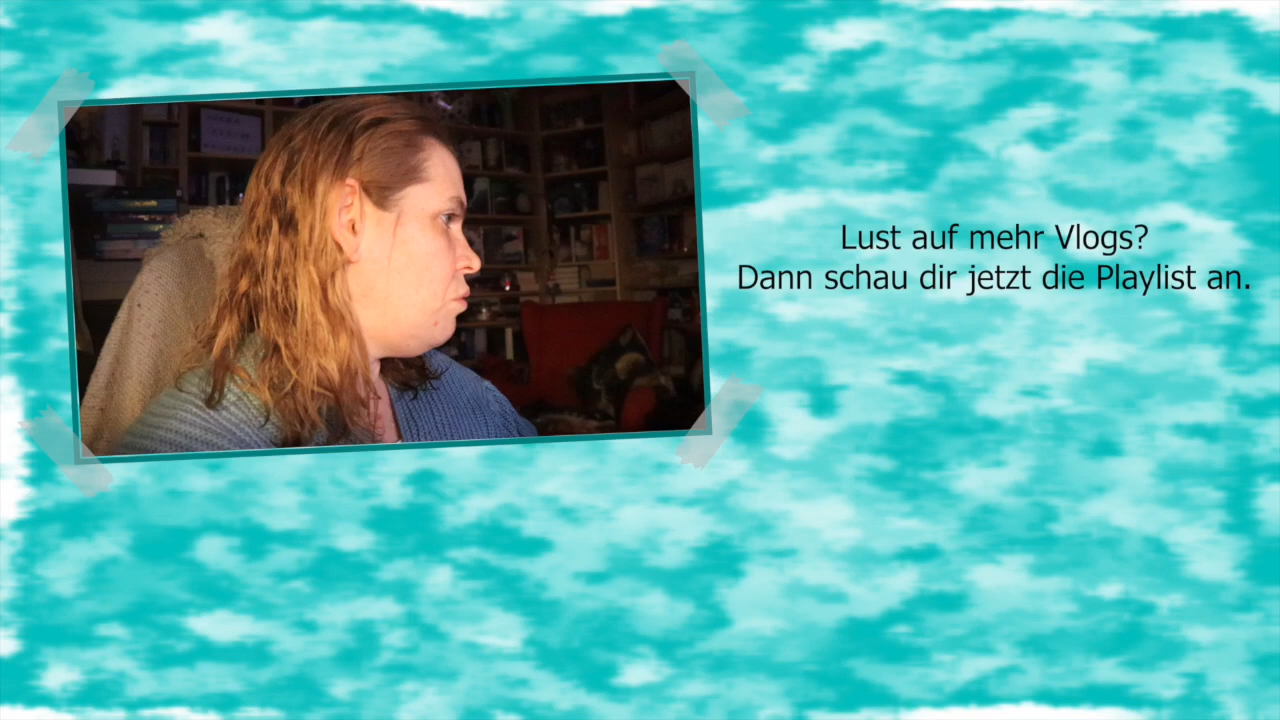 Lust auf mehr Vlogs?
Dann schau dir jetzt die Playlist an.